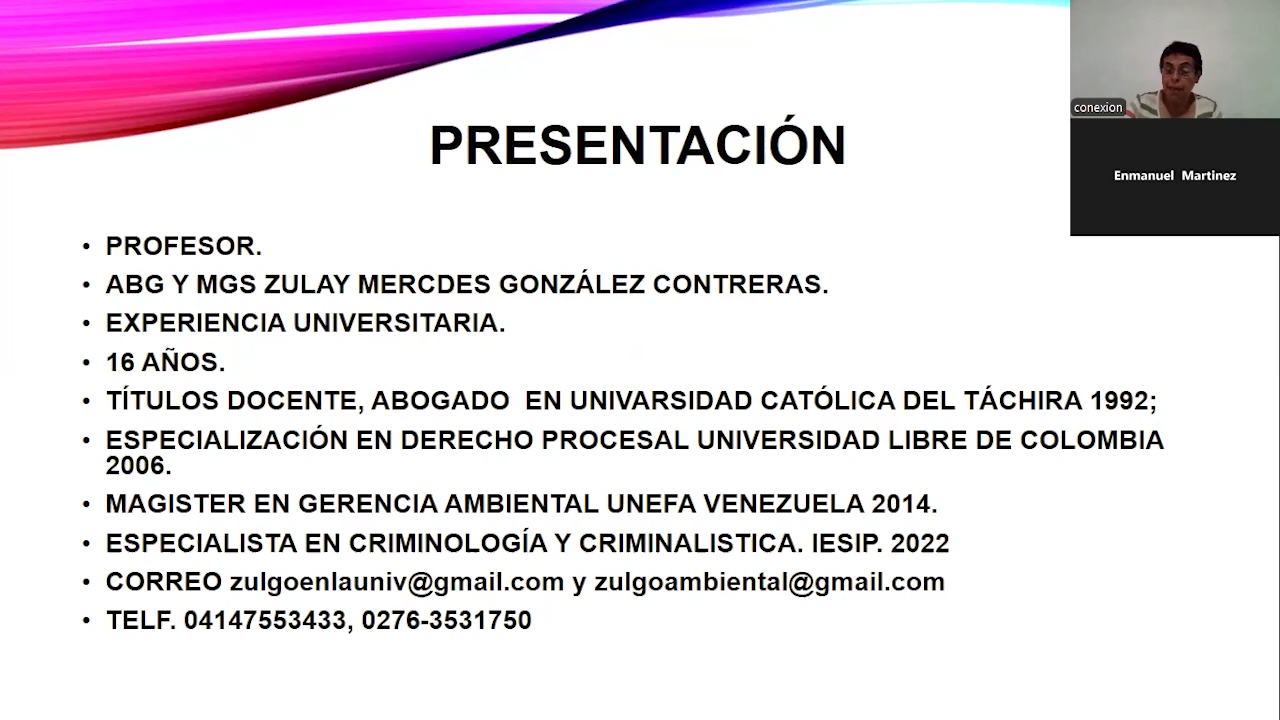 PRESENTACIÓN
conexion
Enmanuel Martinez
• PROFESOR.
• ABG Y MGS ZULAY MERCDES GONZÁLEZ CONTRERAS.
• EXPERIENCIA UNIVERSITARIA.
• 16 AÑOS.
• TÍTULOS DOCENTE, ABOGADO EN UNIVARSIDAD CATÓLICA DEL TÁCHIRA 1992;
• ESPECIALIZACIÓN EN DERECHO PROCESAL UNIVERSIDAD LIBRE DE COLOMBIA
2006.
• MAGISTER EN GERENCIA AMBIENTAL UNEFA VENEZUELA 2014.
• ESPECIALISTA EN CRIMINOLOGÍA Y CRIMINALISTICA. IESIP. 2022
• CORREO zulgoenlauniv@gmail.com y zulgoambiental@gmail.com
• TELF. 04147553433, 0276-3531750